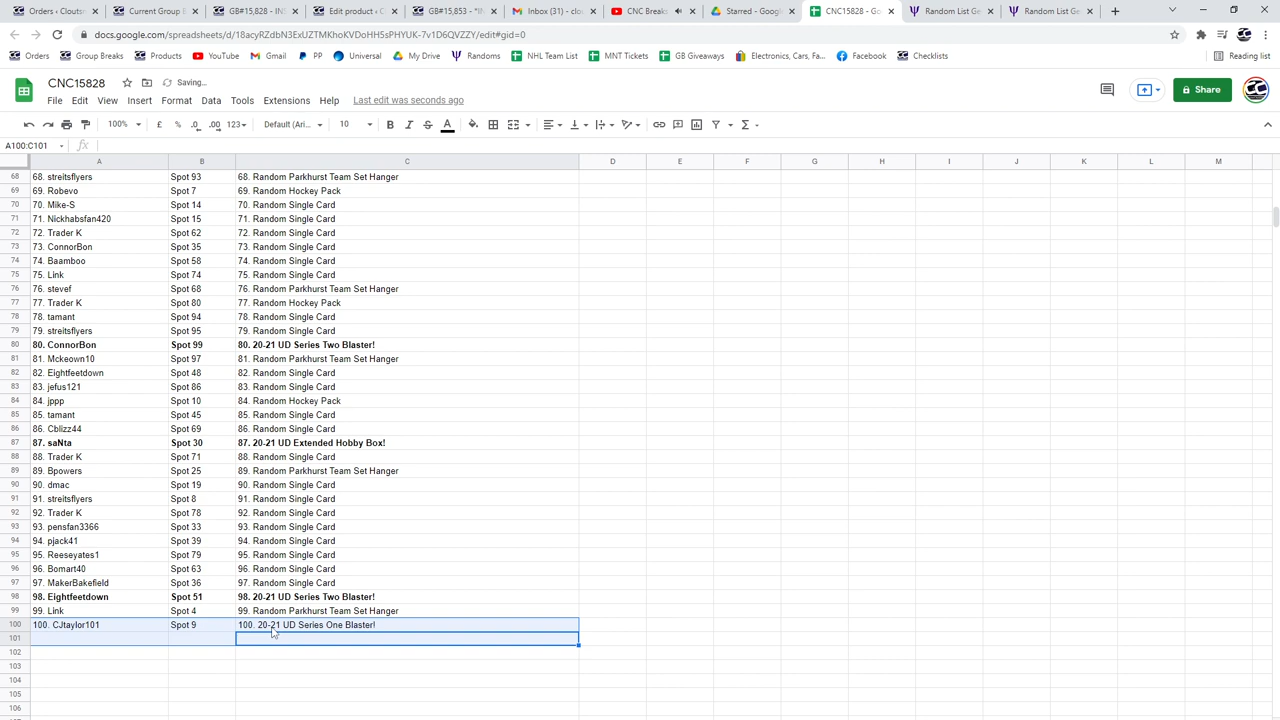 Orders < Cloutsnc
Current Group B
GB#15,828 - INS
Edit product < C
GB#15,853 - *IN
Inbox (31) - clou
CNC Breaks
Starred - Google
CNC15828 - Goo
Random List Ge
Random List Ge
docs.google.com/spreadsheets/d/18acyRZdbN3ExUZTMKhoKVDoHH5sPHYUK-7v1D6QVZZY/edit#gid=0
Orders Group Breaks Products YouTube Gmail PP Universal My Drive Randoms NHL Team List MNT Tickets GB Giveaways Electronics, Cars, Fa... Facebook Checklists Reading list
CNC15828 Saving...
File Edit View Insert Format Data Tools Extensions Help Last edit was seconds ago Share
100% £ % .0 .00 123 Default (Ari... 10 B I S A
A100:C101 fx
A B C D E F G H I J K L M
68 68. streitsflyers Spot 93 68. Random Parkhurst Team Set Hanger
69 69. Robevo Spot 7 69. Random Hockey Pack
70 70. Mike-S Spot 14 70. Random Single Card
71 71. Nickhabsfan420 Spot 15 71. Random Single Card
72 72. Trader K Spot 62 72. Random Single Card
73 73. ConnorBon Spot 35 73. Random Single Card
74 74. Baamboo Spot 58 74. Random Single Card
75 75. Link Spot 74 75. Random Single Card
76 76. stevef Spot 68 76. Random Parkhurst Team Set Hanger
77 77. Trader K Spot 80 77. Random Hockey Pack
78 78. tamant Spot 94 78. Random Single Card
79 79. streitsflyers Spot 95 79. Random Single Card
80 80. ConnorBon Spot 99 80. 20-21 UD Series Two Blaster!
81 81. Mckeown10 Spot 97 81. Random Parkhurst Team Set Hanger
82 82. Eightfeetdown Spot 48 82. Random Single Card
83 83. jefus121 Spot 86 83. Random Single Card
84 84. jppp Spot 10 84. Random Hockey Pack
85 85. tamant Spot 45 85. Random Single Card
86 86. Cblizz44 Spot 69 86. Random Single Card
87 87. saNta Spot 30 87. 20-21 UD Extended Hobby Box!
88 88. Trader K Spot 71 88. Random Single Card
89 89. Bpowers Spot 25 89. Random Parkhurst Team Set Hanger
90 90. dmac Spot 19 90. Random Single Card
91 91. streitsflyers Spot 8 91. Random Single Card
92 92. Trader K Spot 78 92. Random Single Card
93 93. pensfan3366 Spot 33 93. Random Single Card
94 94. pjack41 Spot 39 94. Random Single Card
95 95. Reeseyates1 Spot 79 95. Random Single Card
96 96. Bomart40 Spot 63 96. Random Single Card
97 97. MakerBakefield Spot 36 97. Random Single Card
98 98. Eightfeetdown Spot 51 98. 20-21 UD Series Two Blaster!
99 99. Link Spot 4 99. Random Parkhurst Team Set Hanger
100 100. CJtaylor101 Spot 9 100. 20-21 UD Series One Blaster!
101
102
103
104
105
106